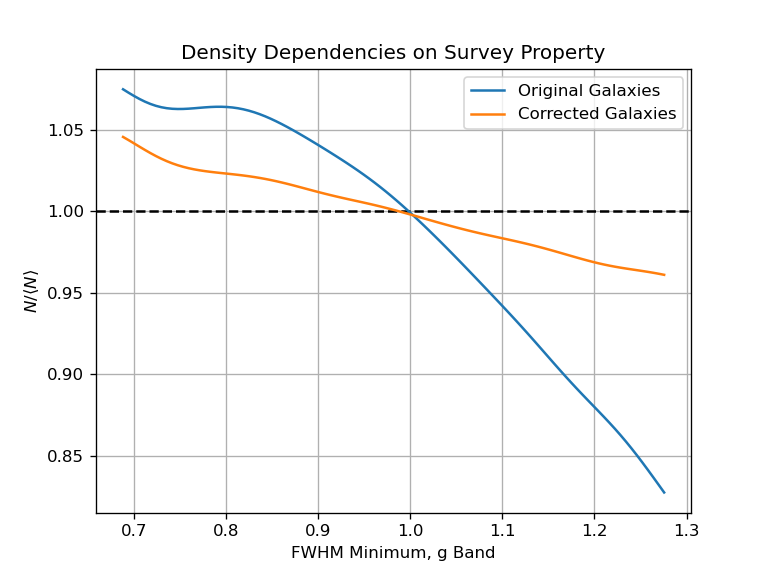 Density Dependencies on Survey Property
Original Galaxies
Corrected Galaxies
1.05
1.00
0.95
0.90
0.85
N/⟨N⟩
0.7 0.8 0.9 1.0 1.1 1.2 1.3
FWHM Minimum, g Band